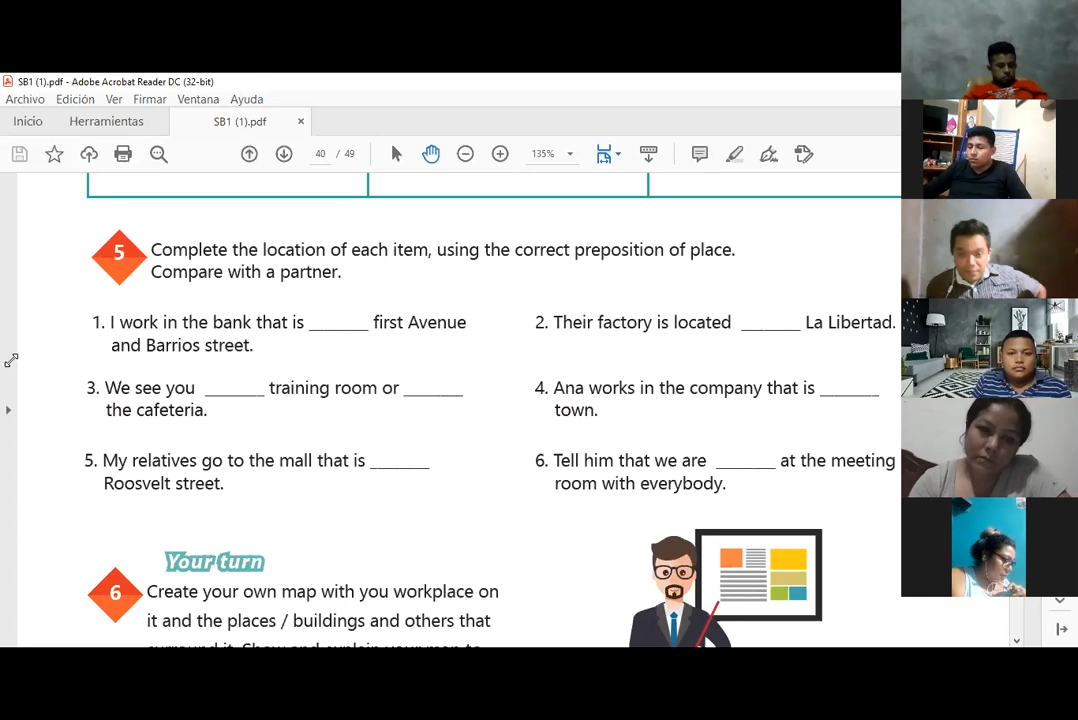 SB1 (1).pdf - Adobe Acrobat Reader DC (32-bit)
Archivo Edición Ver Firmar Ventana Ayuda
Inicio Herramientas SB1 (1).pdf ×
40 / 49 135%
5 Complete the location of each item, using the correct preposition of place.
Compare with a partner.
1. I work in the bank that is _______ first Avenue
and Barrios street.
2. Their factory is located _______ La Libertad.
3. We see you _______ training room or _______
the cafeteria.
4. Ana works in the company that is _______
town.
5. My relatives go to the mall that is _______
Roosvelt street.
6. Tell him that we are _______ at the meeting
room with everybody.
Your turn
6 Create your own map with you workplace on
it and the places / buildings and others that